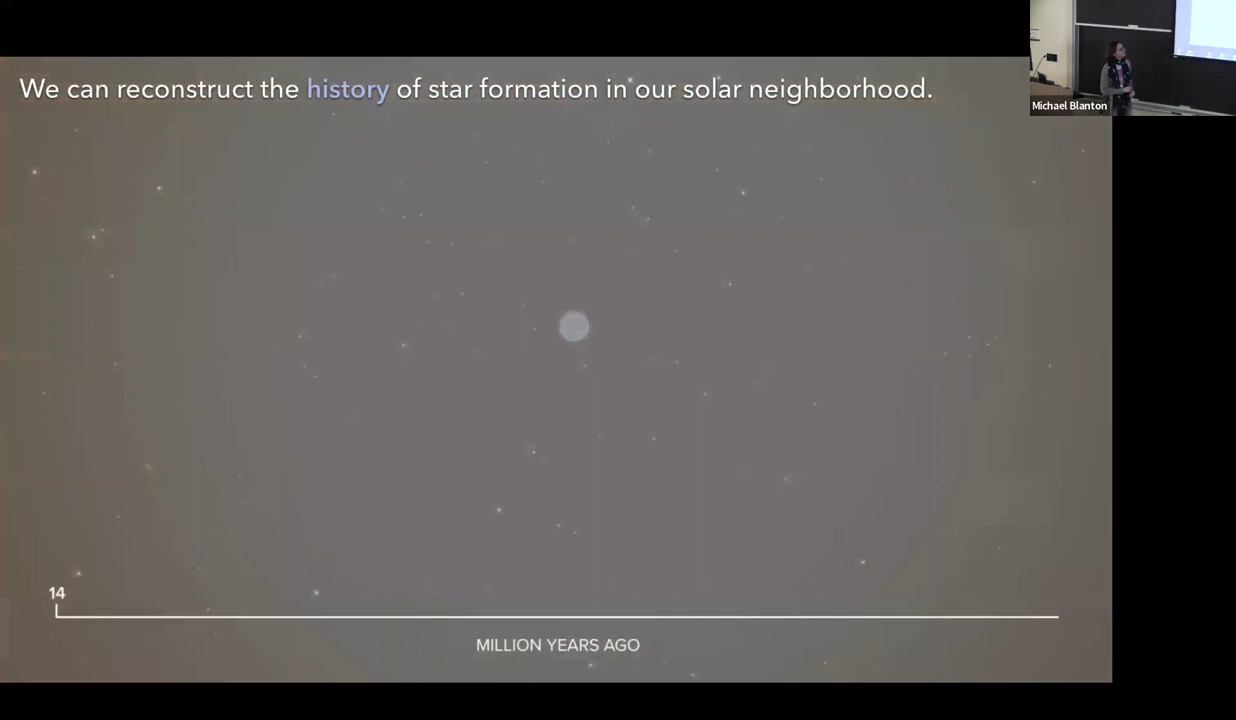 We can reconstruct the history of star formation in our solar neighborhood.
Michael Blanton
14
MILLION YEARS AGO